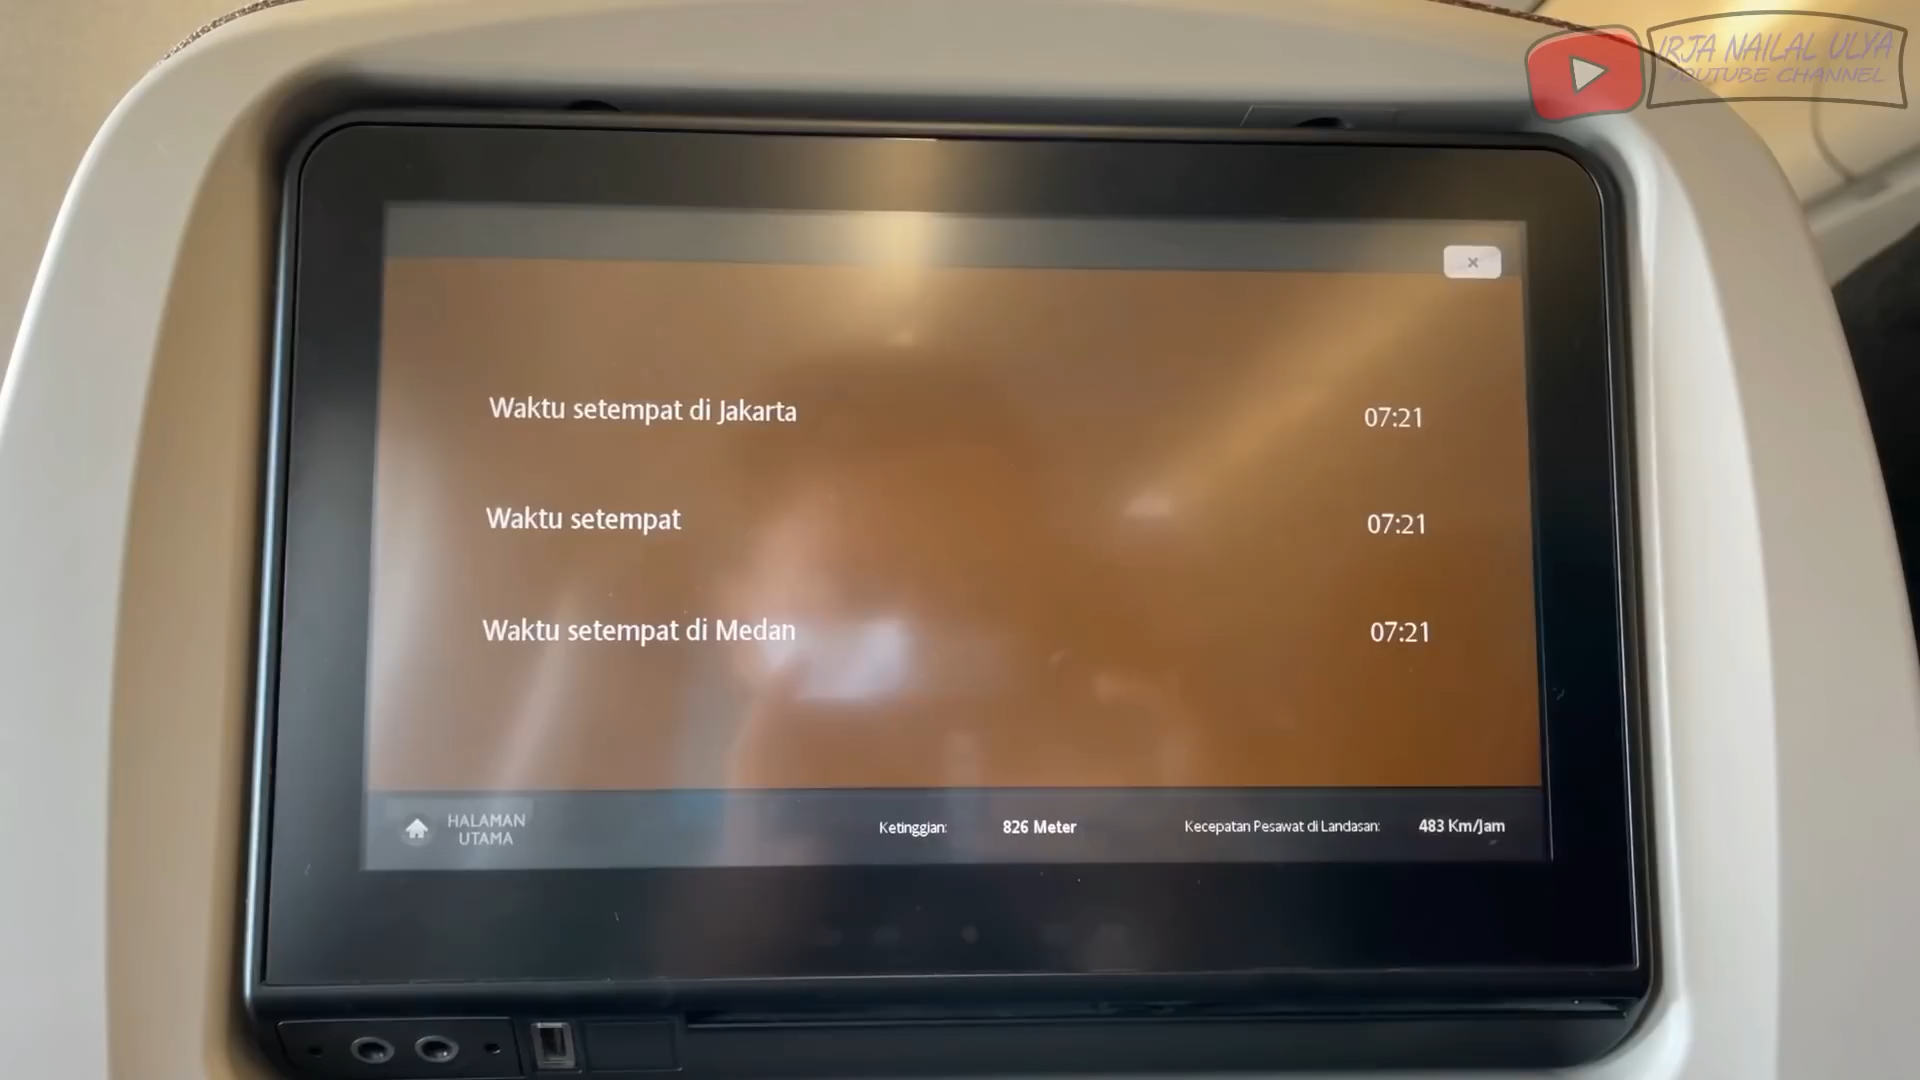 IRJA NAILAL ULYA
YOUTUBE CHANNEL
×
Waktu setempat di Jakarta 07:21
Waktu setempat 07:21
Waktu setempat di Medan 07:21
HALAMAN
UTAMA
Ketinggian: 826 Meter Kecepatan Pesawat di Landasan: 483 Km/Jam